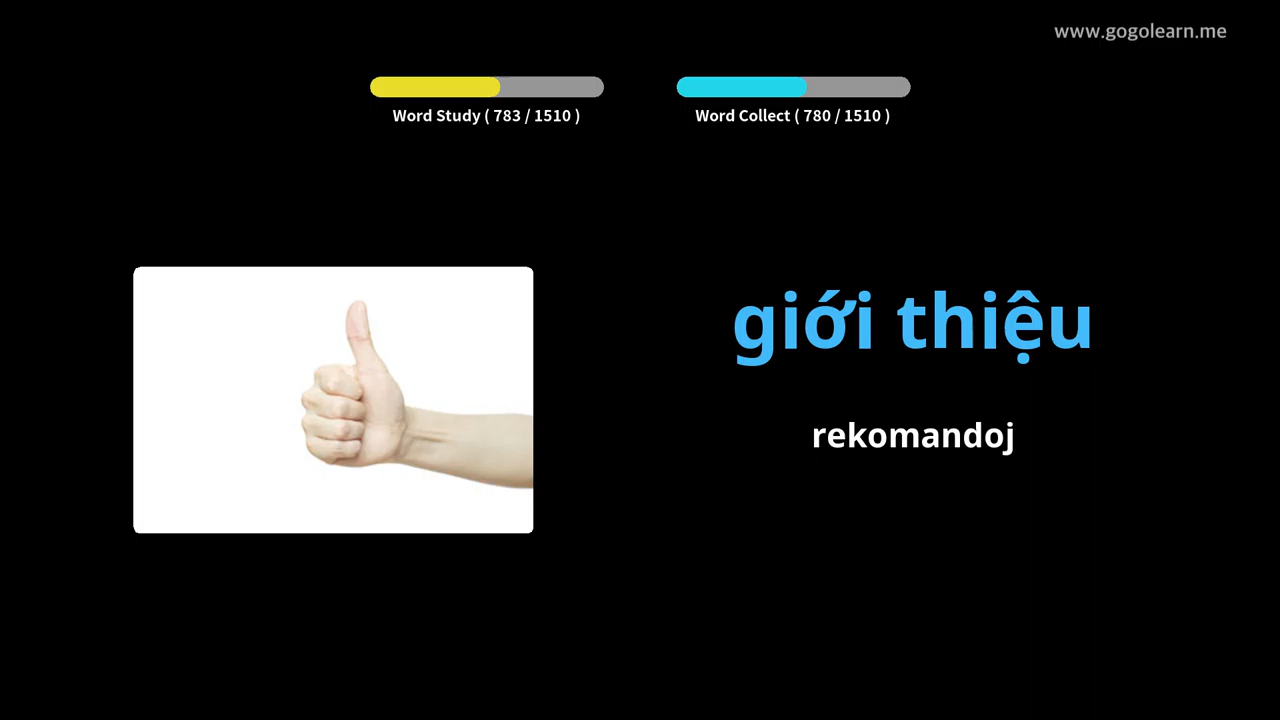 www.gogolearn.me
Word Study ( 783 / 1510 )
Word Collect ( 780 / 1510 )
giới thiệu
rekomandoj